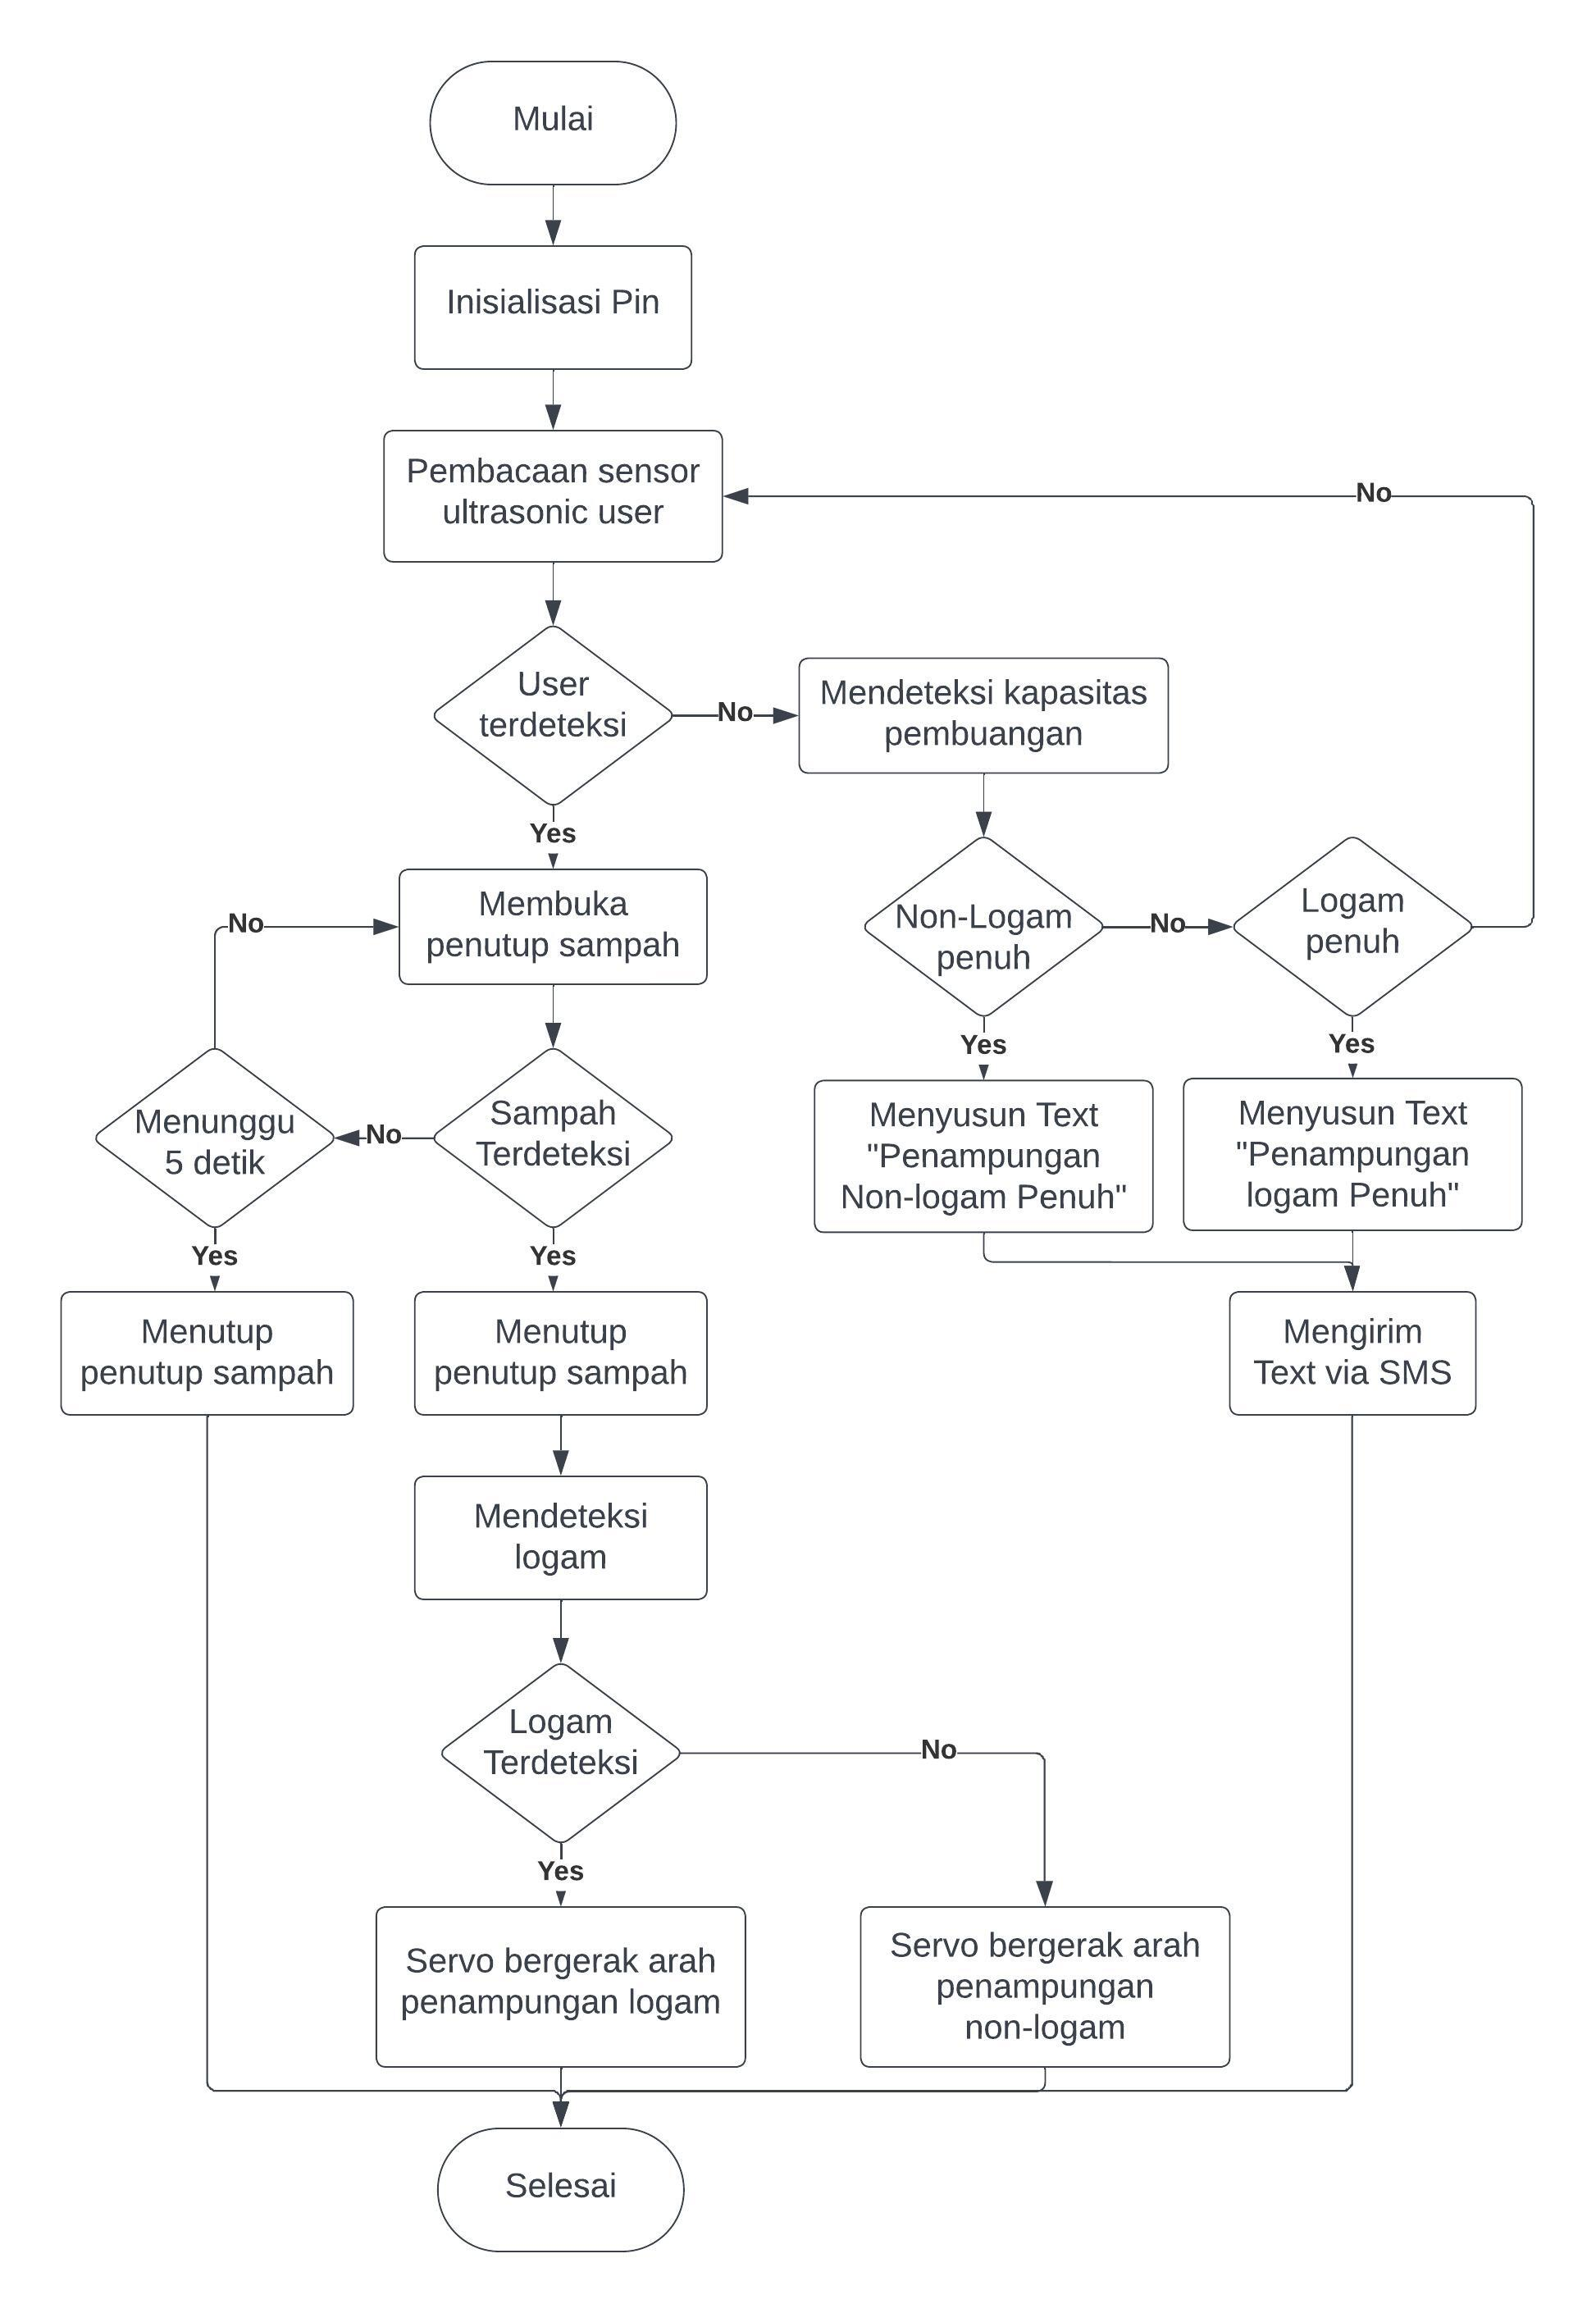 Mulai
Inisialisasi Pin
Pembacaan sensor
ultrasonic user
No
User
terdeteksi
No
Mendeteksi kapasitas
pembuangan
Yes
Membuka
penutup sampah
No
Non-Logam
penuh
No
Logam
penuh
Yes
Yes
Menunggu
5 detik
No
Sampah
Terdeteksi
Menyusun Text
"Penampungan
Non-logam Penuh"
Menyusun Text
"Penampungan
logam Penuh"
Yes
Yes
Menutup
penutup sampah
Menutup
penutup sampah
Mengirim
Text via SMS
Mendeteksi
logam
Logam
Terdeteksi
No
Yes
Servo bergerak arah
penampungan logam
Servo bergerak arah
penampungan
non-logam
Selesai